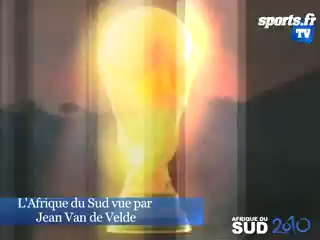 sports.fr
TV
L'Afrique du Sud vue par
Jean Van de Velde
AFRIQUE DU
SUD 2010